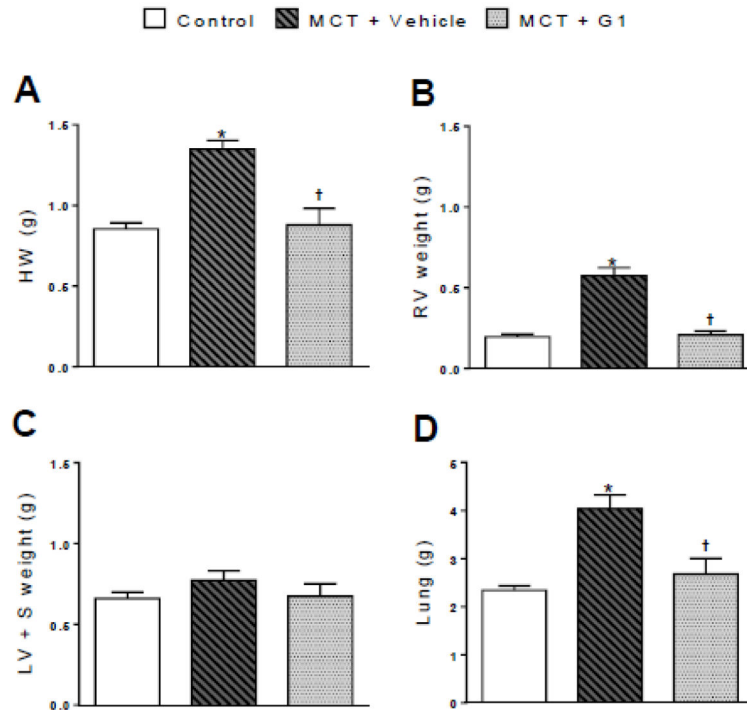 Control MCT + Vehicle MCT + G1
A
HW (g)
1.5
1.0
0.5
0.0
*
†
B
RV weight (g)
1.5
1.0
0.5
0.0
*
†
C
LV + S weight (g)
1.5
1.0
0.5
0.0
D
Lung (g)
5
4
3
2
1
0
*
†